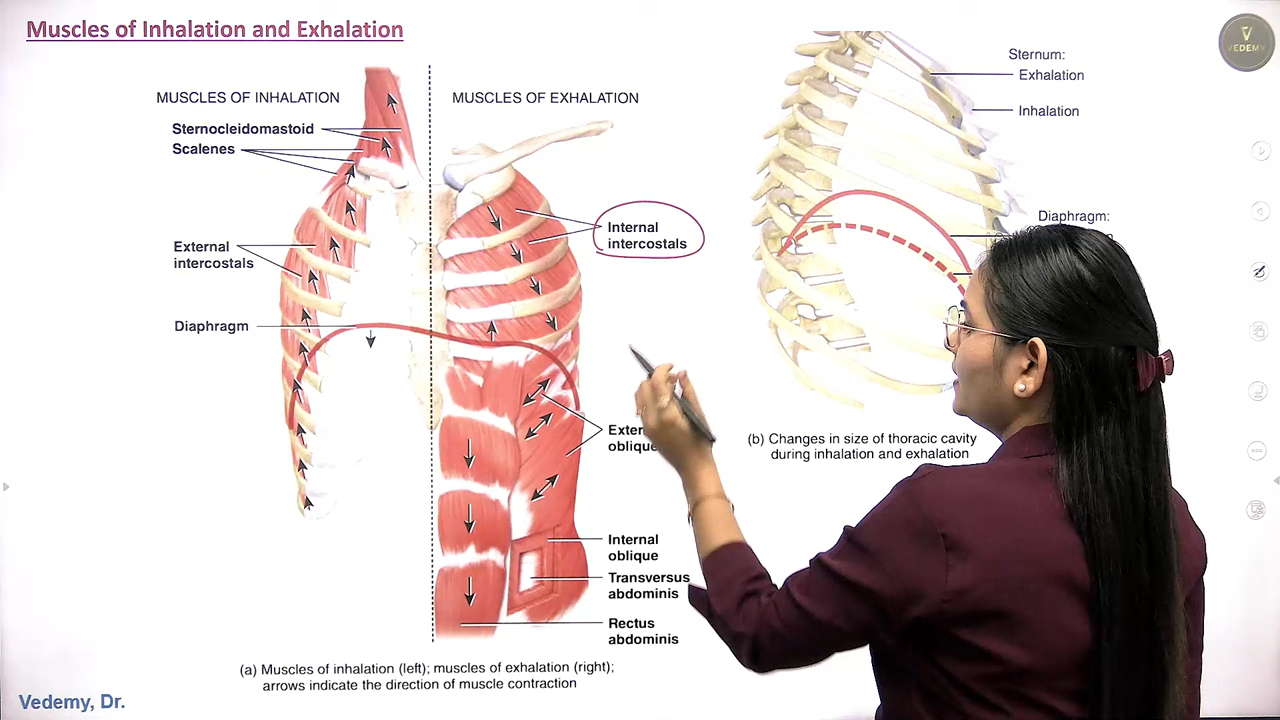 Muscles of Inhalation and Exhalation
VEDEMY
MUSCLES OF INHALATION
Sternocleidomastoid
Scalenes
External
intercostals
Diaphragm
MUSCLES OF EXHALATION
Internal
intercostals
oblique
Internal
oblique
Transversus
abdominis
Rectus
abdominis
(a) Muscles of inhalation (left); muscles of exhalation (right);
arrows indicate the direction of muscle contraction
Sternum:
Exhalation
Inhalation
Diaphragm:
(b) Changes in size of thoracic cavity
during inhalation and exhalation
Vedemy, Dr.